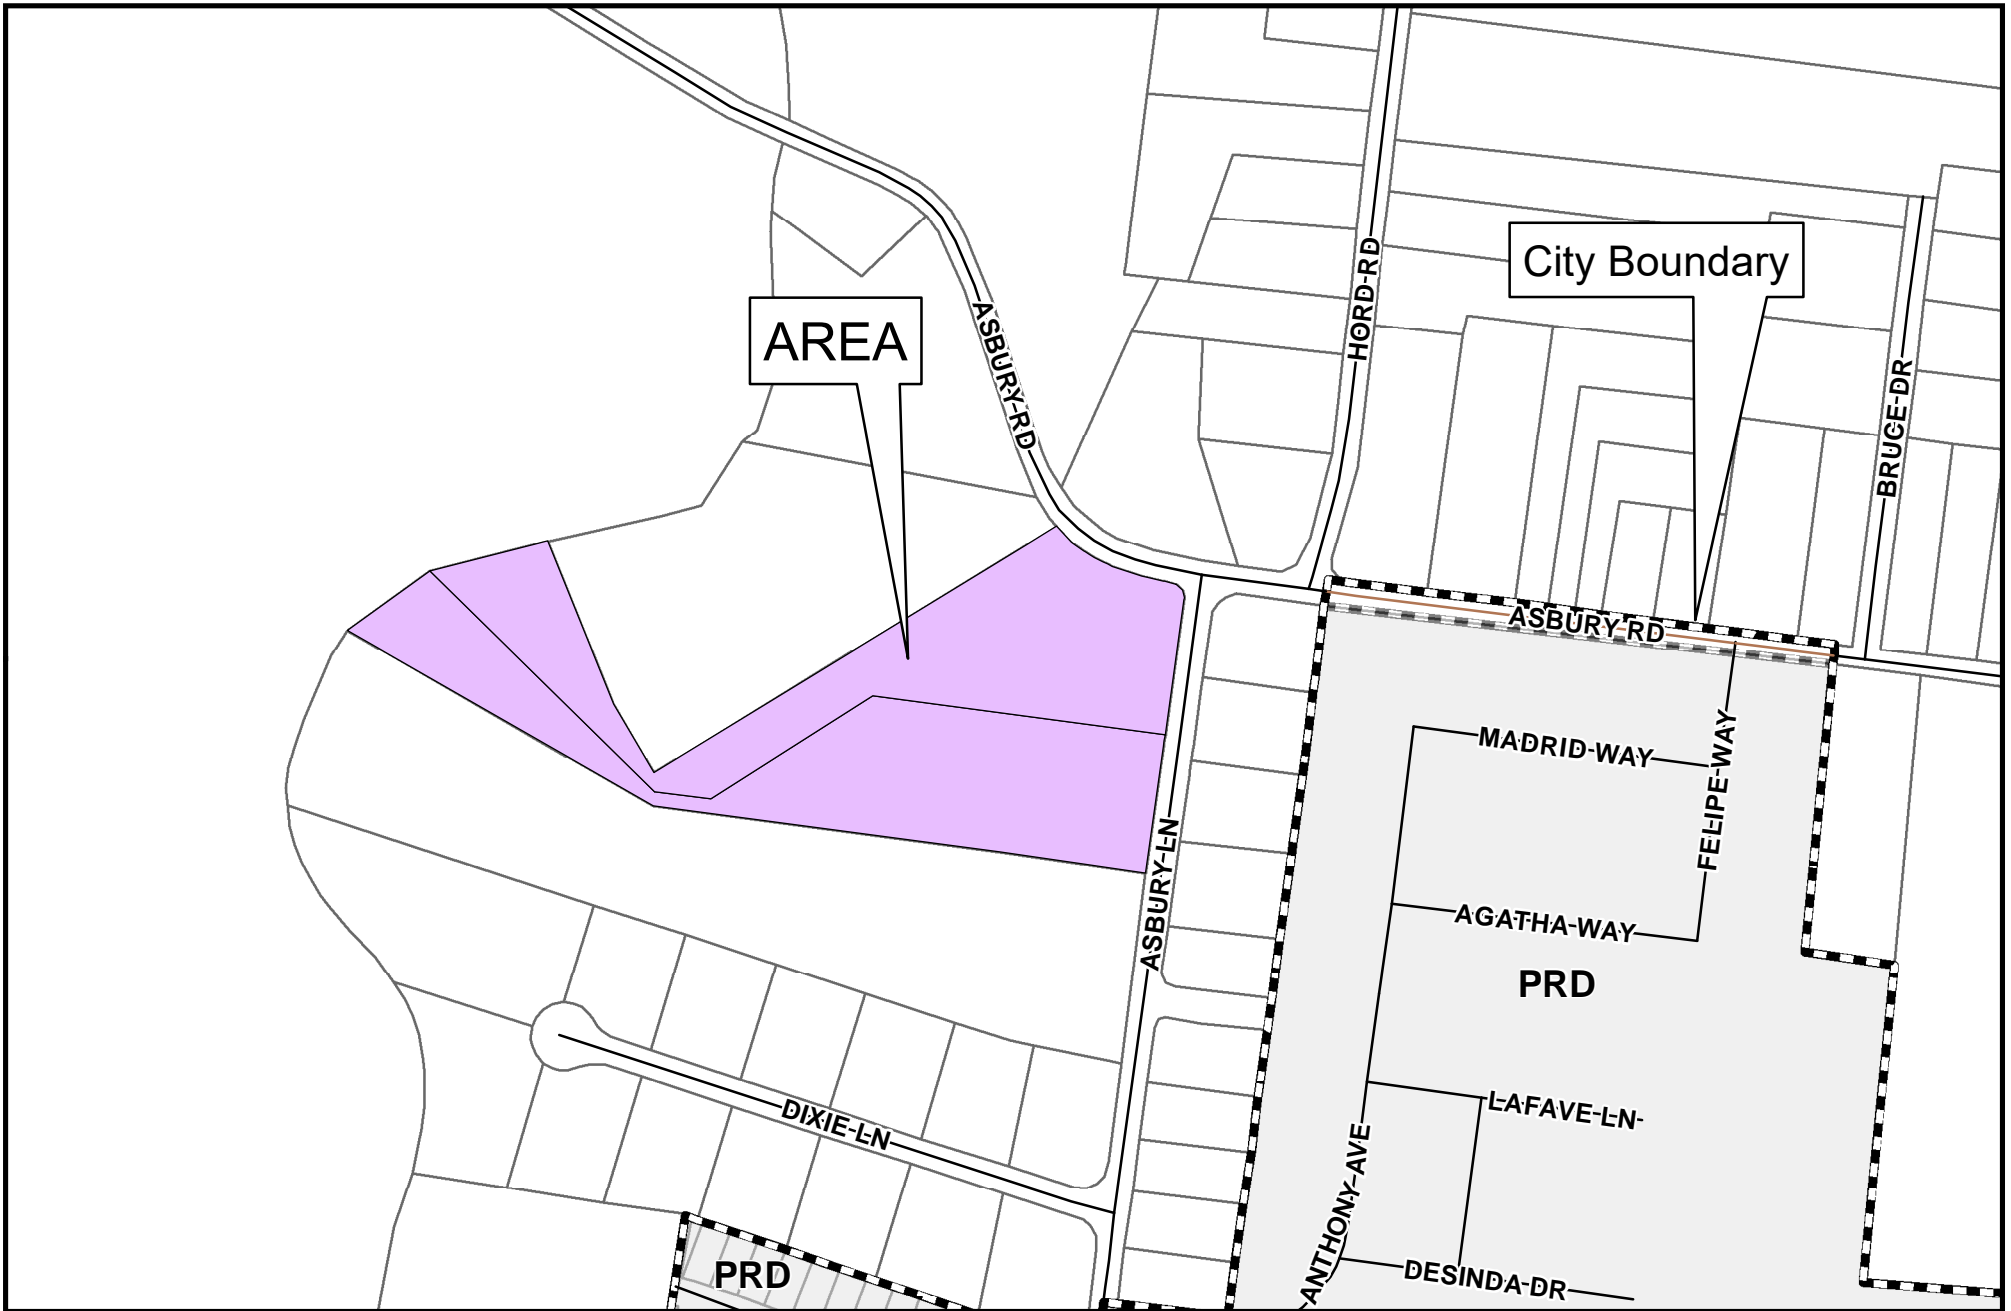 City Boundary
AREA
ASBURY RD
HORD RD
BRUCE DR
ASBURY RD
MADRID WAY
FELIPE WAY
ASBURY LN
AGATHA WAY
PRD
LAFAVE LN
DIXIE LN
ANTHONY AVE
PRD
DESINDA DR